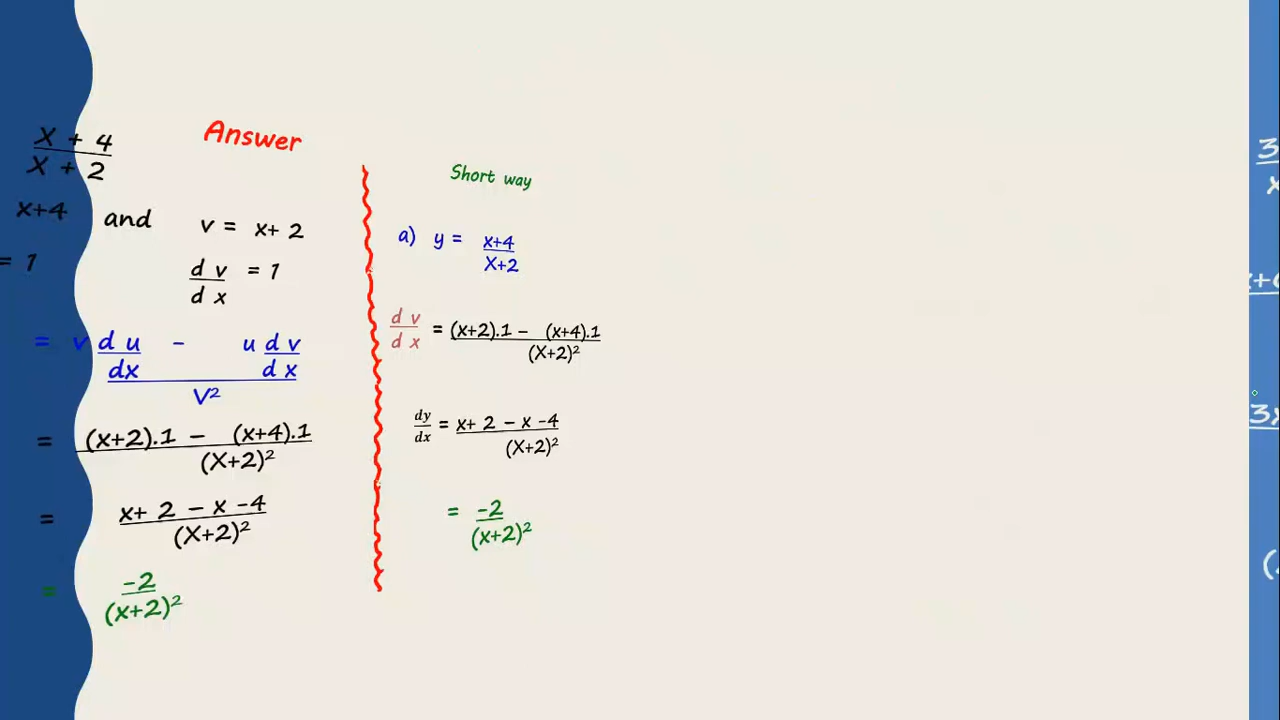 Answer
x + 4
x + 2
x+4 and v = x+ 2
= 1
d v = 1
d x
= v d u - u d v
dx d x
v²
= (x+2).1 - (x+4).1
(x+2)²
= x+ 2 - x -4
(x+2)²
= -2
(x+2)²
Short way
a) y = x+4
x+2
d v = (x+2).1 - (x+4).1
d x (x+2)²
dy = x+ 2 - x -4
dx (x+2)²
= -2
(x+2)²
3
x
3x